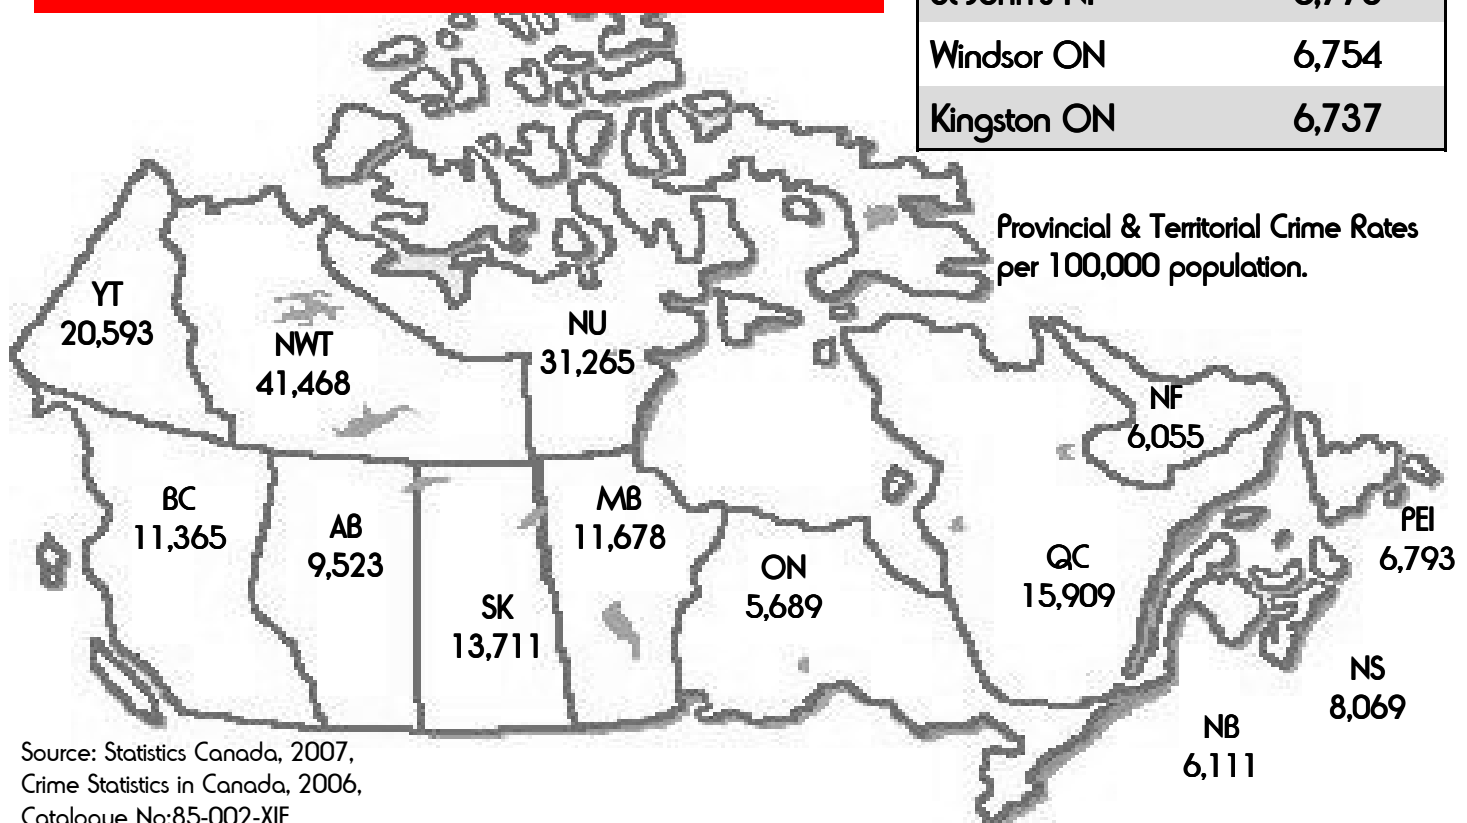 6,754
Windsor ON
Kingston ON
6,737
Provincial & Territorial Crime Rates
per 100,000 population.
YT
20,593
NWT
41,468
NU
31,265
NF
6,055
BC
11,365
AB
9,523
SK
13,711
MB
11,678
ON
5,689
QC
15,909
PEI
6,793
NS
8,069
NB
6,111
Source: Statistics Canada, 2007,
Crime Statistics in Canada, 2006,
Catalogue No:85-002-XIE